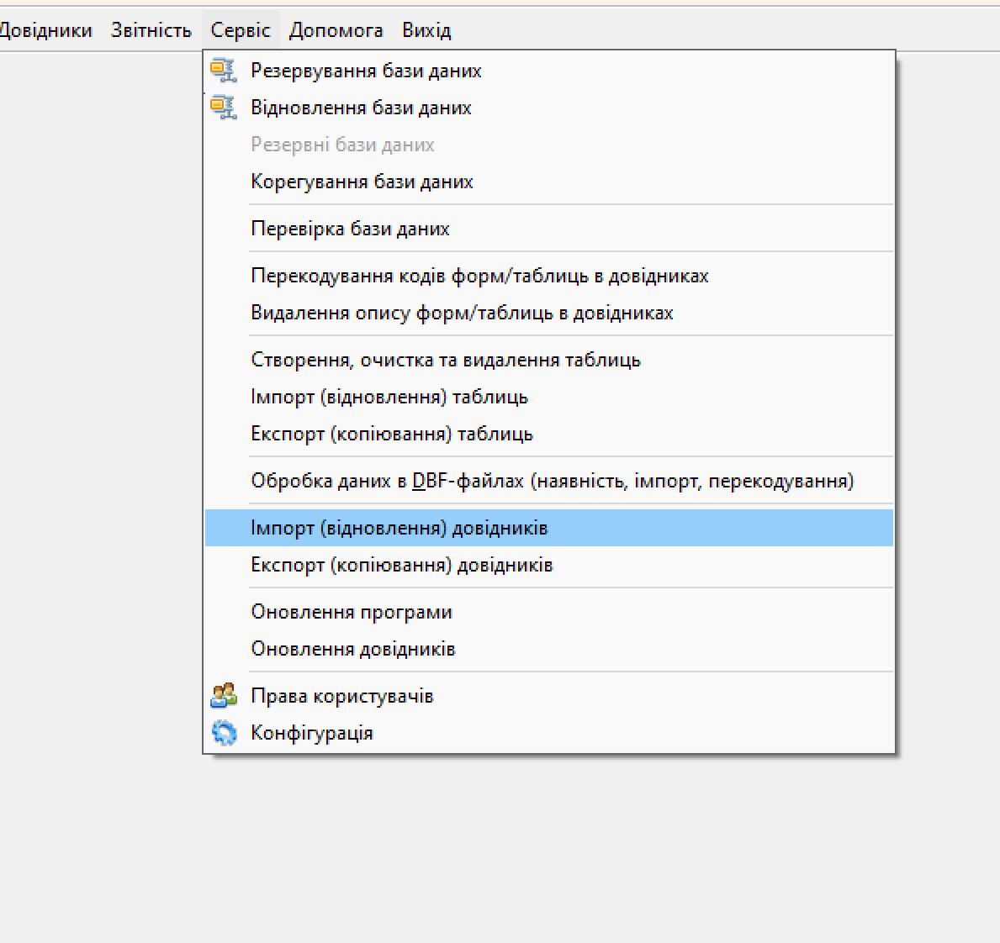 Довідники Звітність Сервіс Допомога Вихід
Резервування бази даних
Відновлення бази даних
Резервні бази даних
Корегування бази даних
Перевірка бази даних
Перекодування кодів форм/таблиць в довідниках
Видалення опису форм/таблиць в довідниках
Створення, очистка та видалення таблиць
Імпорт (відновлення) таблиць
Експорт (копіювання) таблиць
Обробка даних в DBF-файлах (наявність, імпорт, перекодування)
Імпорт (відновлення) довідників
Експорт (копіювання) довідників
Оновлення програми
Оновлення довідників
Права користувачів
Конфігурація